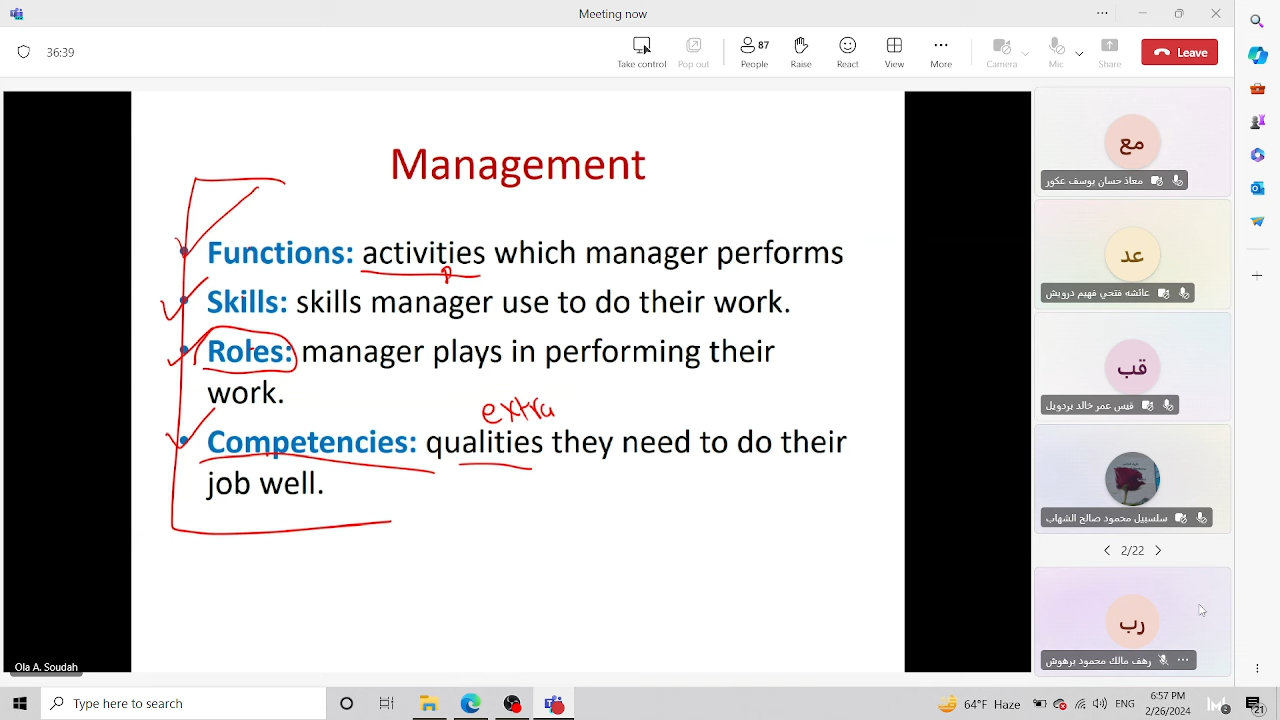 Meeting now
36:39
Take control
Pop out
87
People
Raise
React
View
More
Camera
Mic
Share
Leave
Management
• Functions: activities which manager performs
• Skills: skills manager use to do their work.
• Roles: manager plays in performing their
work.
extra
• Competencies: qualities they need to do their
job well.
Ola A. Soudah
مع
معاذ حسان يوسف عكور
عد
عائشه فتحي فهيم درويش
قب
قيس عمر خالد بردويل
سلسبيل محمود صالح الشهاب
2/22
رب
رهف مالك محمود برهوش
Type here to search
64°F Haze
ENG
6:57 PM
2/26/2024
2
21